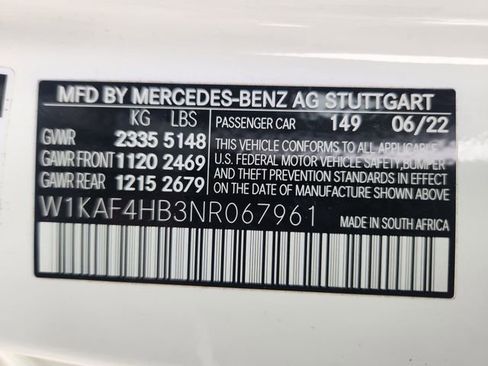 MFD BY MERCEDES-BENZ AG STUTTGART
KG LBS
GVWR 2335 5148
GAWR FRONT 1120 2469
GAWR REAR 1215 2679
PASSENGER CAR 149 06/22
THIS VEHICLE CONFORMS TO ALL APPLICABLE
U.S. FEDERAL MOTOR VEHICLE SAFETY, BUMPER
AND THEFT PREVENTION STANDARDS IN EFFECT
ON THE DATE OF MANUFACTURE SHOWN ABOVE.
W1KAF4HB3NR067961
MADE IN SOUTH AFRICA